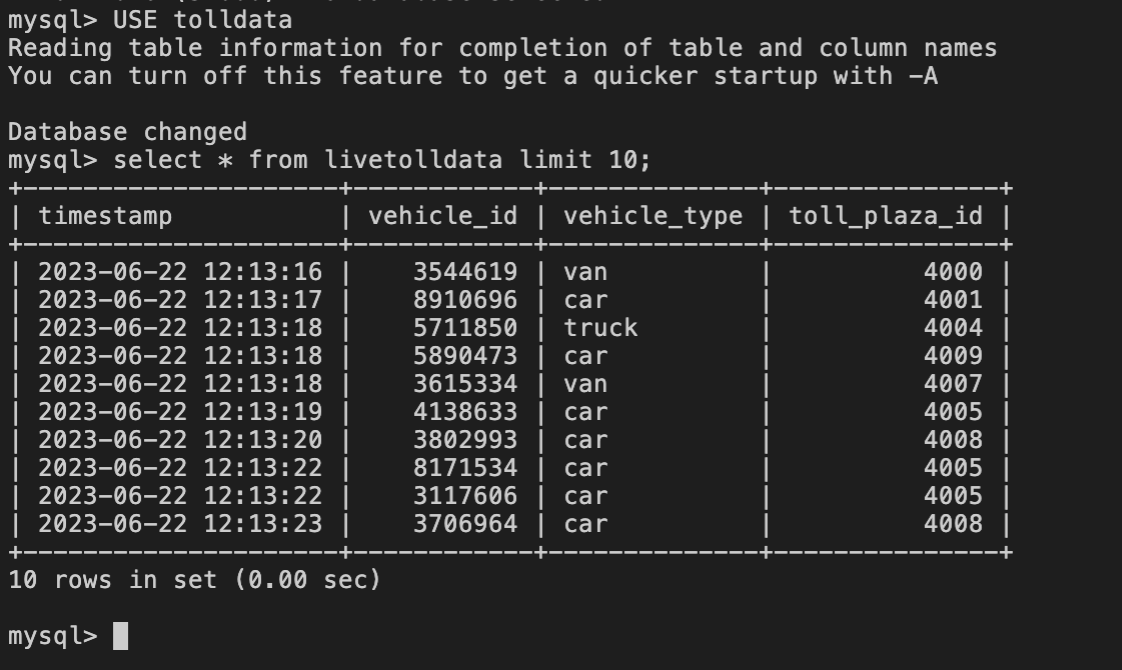 mysql> USE tolldata
Reading table information for completion of table and column names
You can turn off this feature to get a quicker startup with -A
Database changed
mysql> select * from livetolldata limit 10;
+---------------------+------------+--------------+---------------+
| timestamp           | vehicle_id | vehicle_type | toll_plaza_id |
+---------------------+------------+--------------+---------------+
| 2023-06-22 12:13:16 |    3544619 | van          |          4000 |
| 2023-06-22 12:13:17 |    8910696 | car          |          4001 |
| 2023-06-22 12:13:18 |    5711850 | truck        |          4004 |
| 2023-06-22 12:13:18 |    5890473 | car          |          4009 |
| 2023-06-22 12:13:18 |    3615334 | van          |          4007 |
| 2023-06-22 12:13:19 |    4138633 | car          |          4005 |
| 2023-06-22 12:13:20 |    3802993 | car          |          4008 |
| 2023-06-22 12:13:22 |    8171534 | car          |          4005 |
| 2023-06-22 12:13:22 |    3117606 | car          |          4005 |
| 2023-06-22 12:13:23 |    3706964 | car          |          4008 |
+---------------------+------------+--------------+---------------+
10 rows in set (0.00 sec)
mysql>